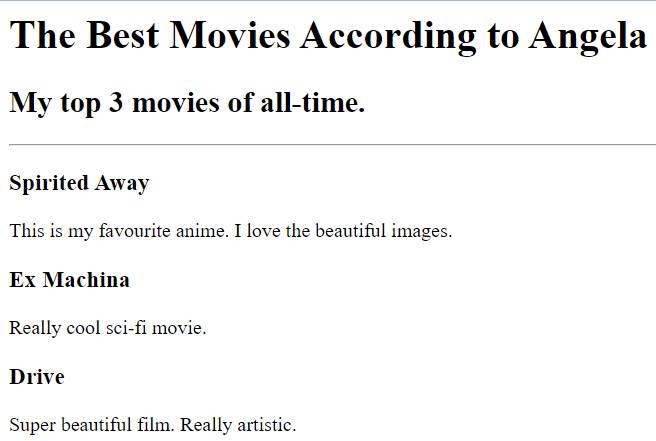 The Best Movies According to Angela
My top 3 movies of all-time.
Spirited Away
This is my favourite anime. I love the beautiful images.
Ex Machina
Really cool sci-fi movie.
Drive
Super beautiful film. Really artistic.